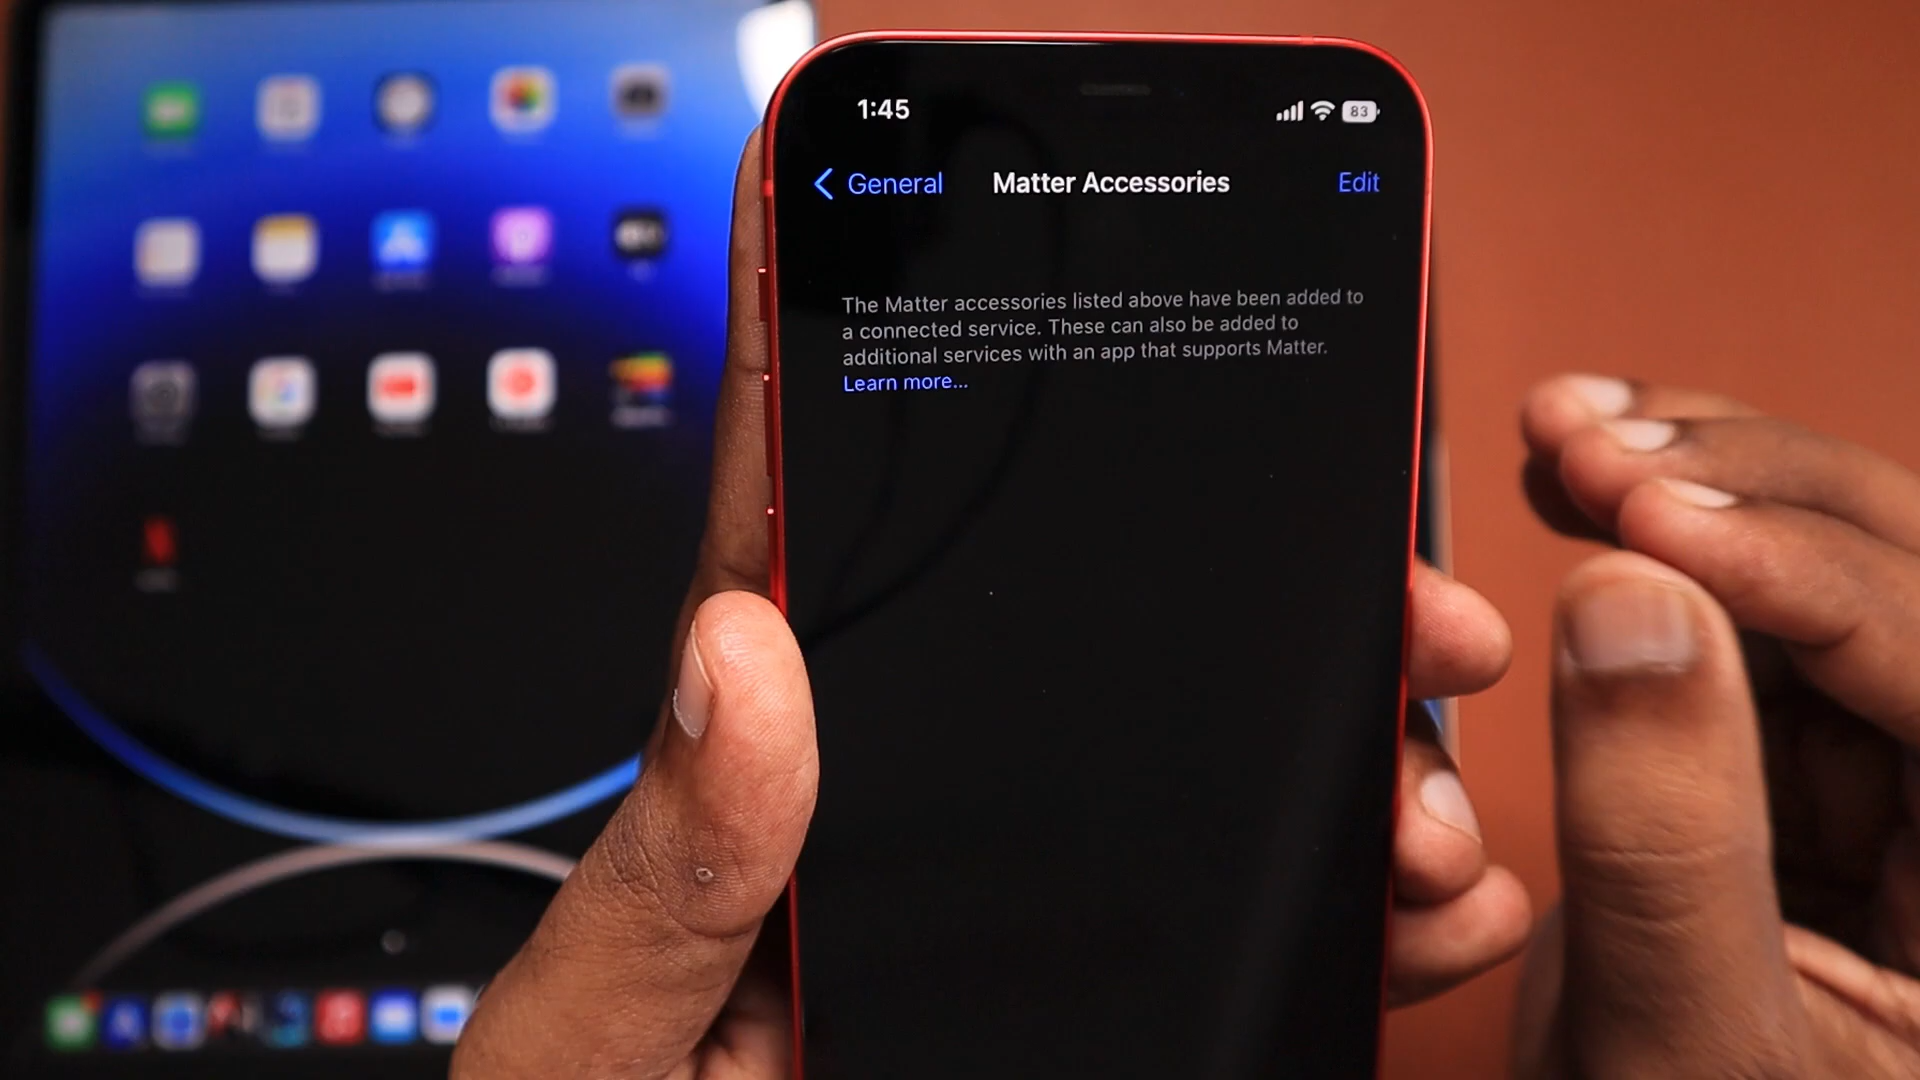 1:45
83
General
Matter Accessories
Edit
The Matter accessories listed above have been added to
a connected service. These can also be added to
additional services with an app that supports Matter.
Learn more...